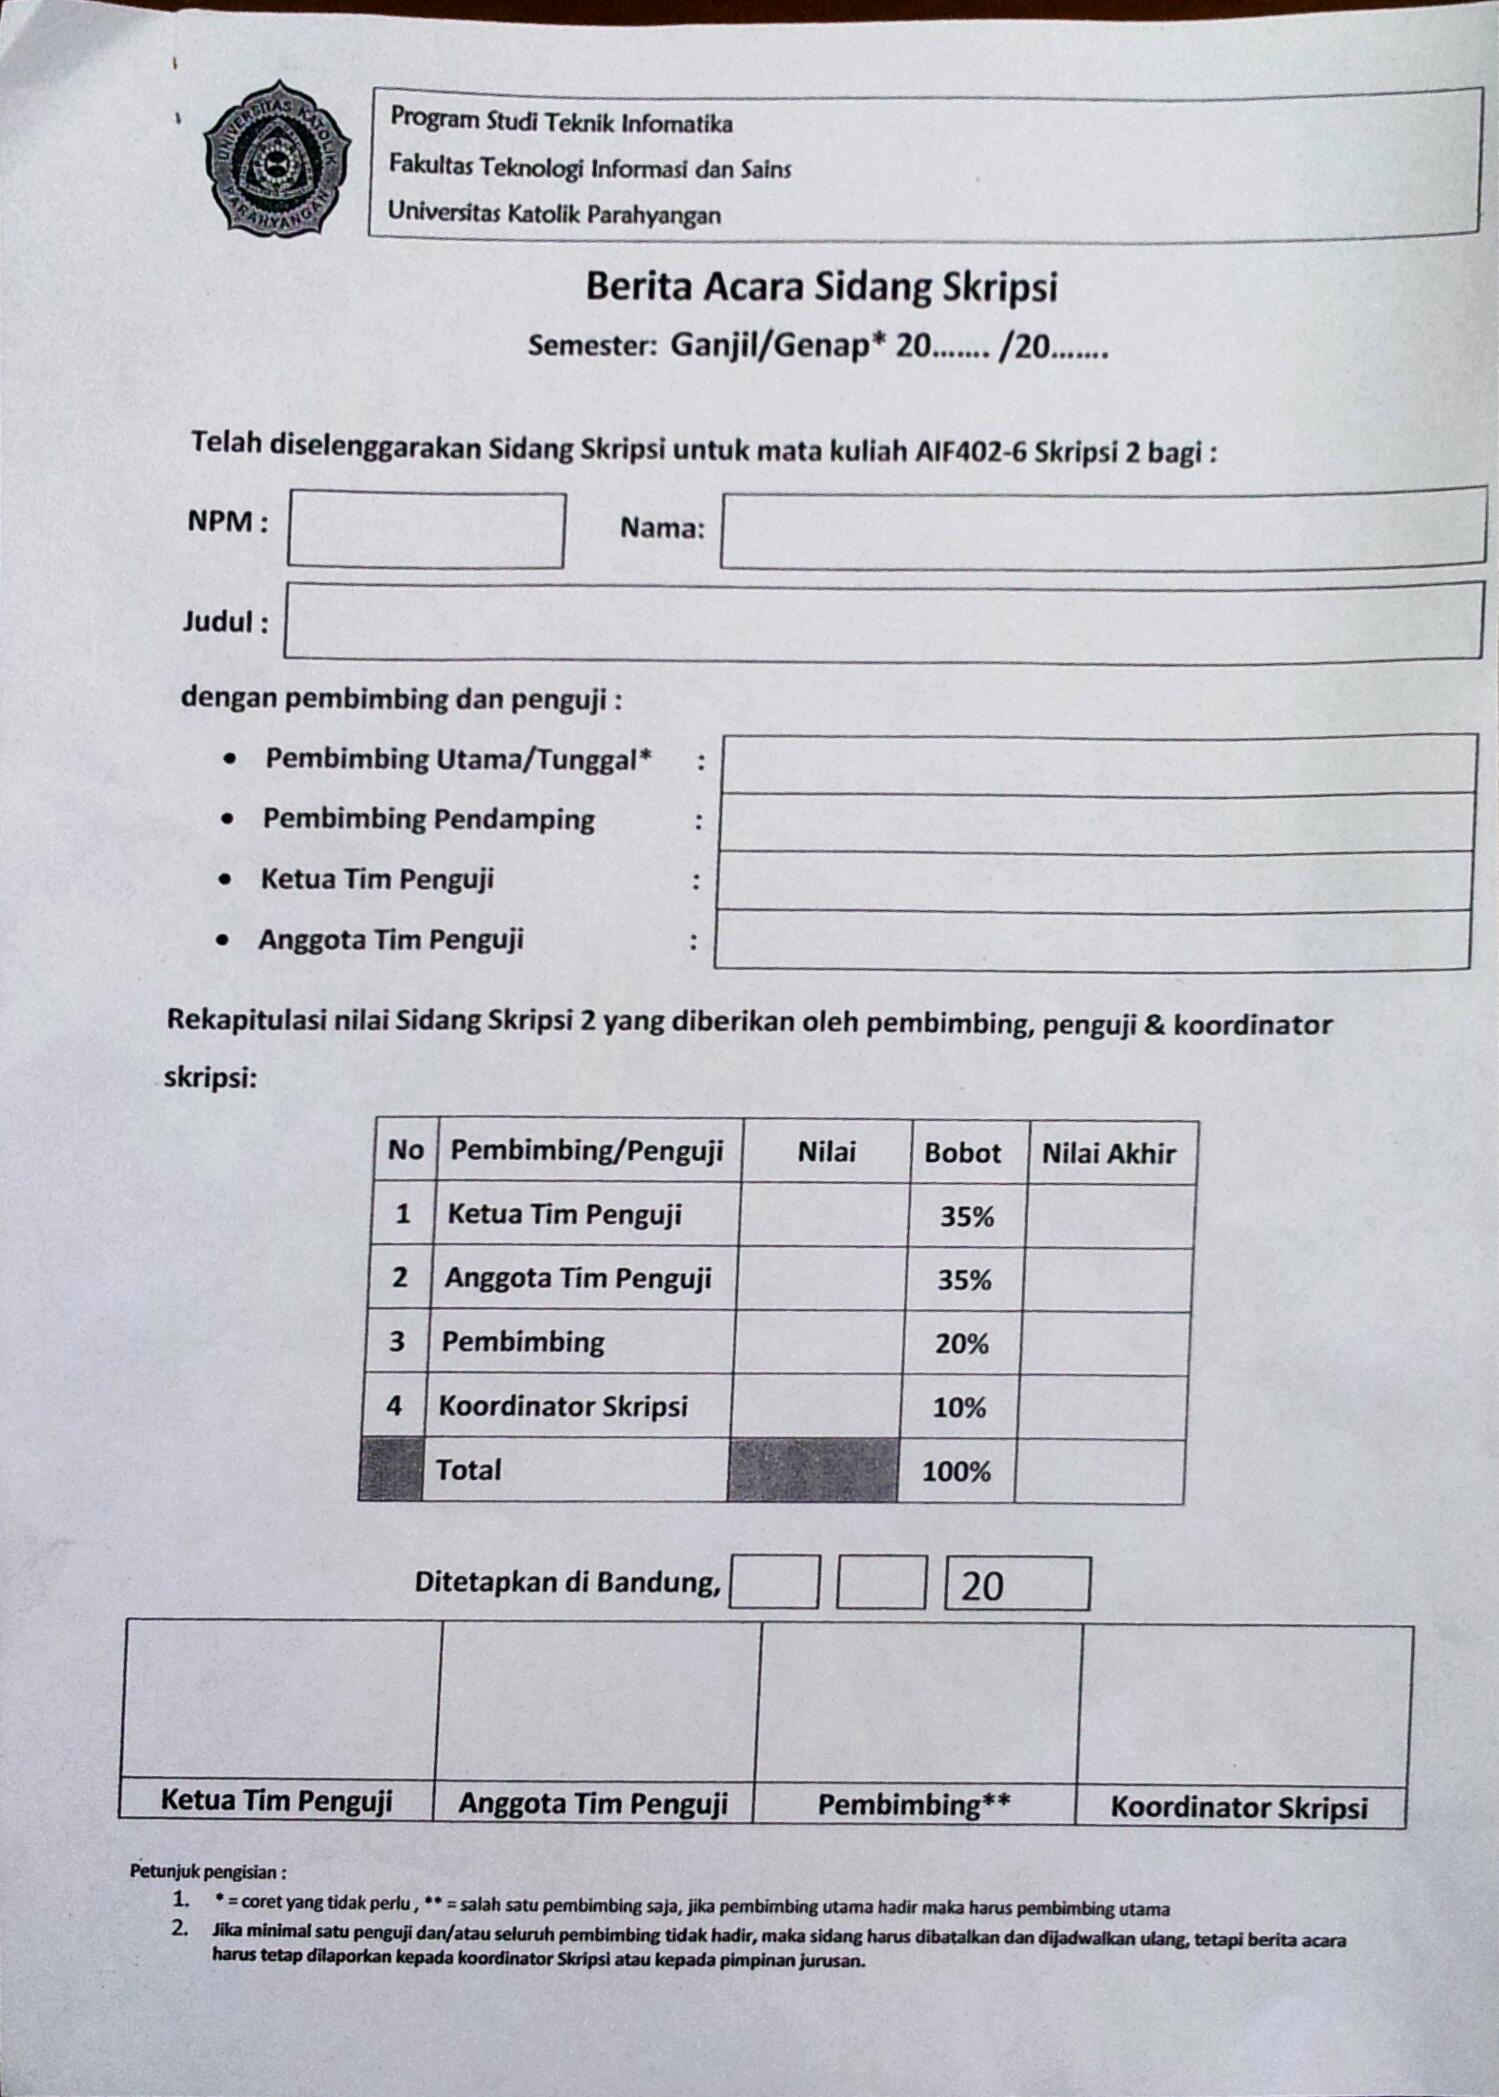 UNIVERSITAS KATOLIK
PARAHYANGAN
Program Studi Teknik Infomatika
Fakultas Teknologi Informasi dan Sains
Universitas Katolik Parahyangan
Berita Acara Sidang Skripsi
Semester: Ganjil/Genap* 20....... /20.......
Telah diselenggarakan Sidang Skripsi untuk mata kuliah AIF402-6 Skripsi 2 bagi :
NPM : Nama:
Judul :
dengan pembimbing dan penguji :
• Pembimbing Utama/Tunggal* :
• Pembimbing Pendamping :
• Ketua Tim Penguji :
• Anggota Tim Penguji :
Rekapitulasi nilai Sidang Skripsi 2 yang diberikan oleh pembimbing, penguji & koordinator
skripsi:
No Pembimbing/Penguji Nilai Bobot Nilai Akhir
1 Ketua Tim Penguji 35%
2 Anggota Tim Penguji 35%
3 Pembimbing 20%
4 Koordinator Skripsi 10%
Total 100%
Ditetapkan di Bandung, 20
Ketua Tim Penguji Anggota Tim Penguji Pembimbing** Koordinator Skripsi
Petunjuk pengisian :
1. * = coret yang tidak perlu , ** = salah satu pembimbing saja, jika pembimbing utama hadir maka harus pembimbing utama
2. Jika minimal satu penguji dan/atau seluruh pembimbing tidak hadir, maka sidang harus dibatalkan dan dijadwalkan ulang, tetapi berita acara
harus tetap dilaporkan kepada koordinator Skripsi atau kepada pimpinan jurusan.